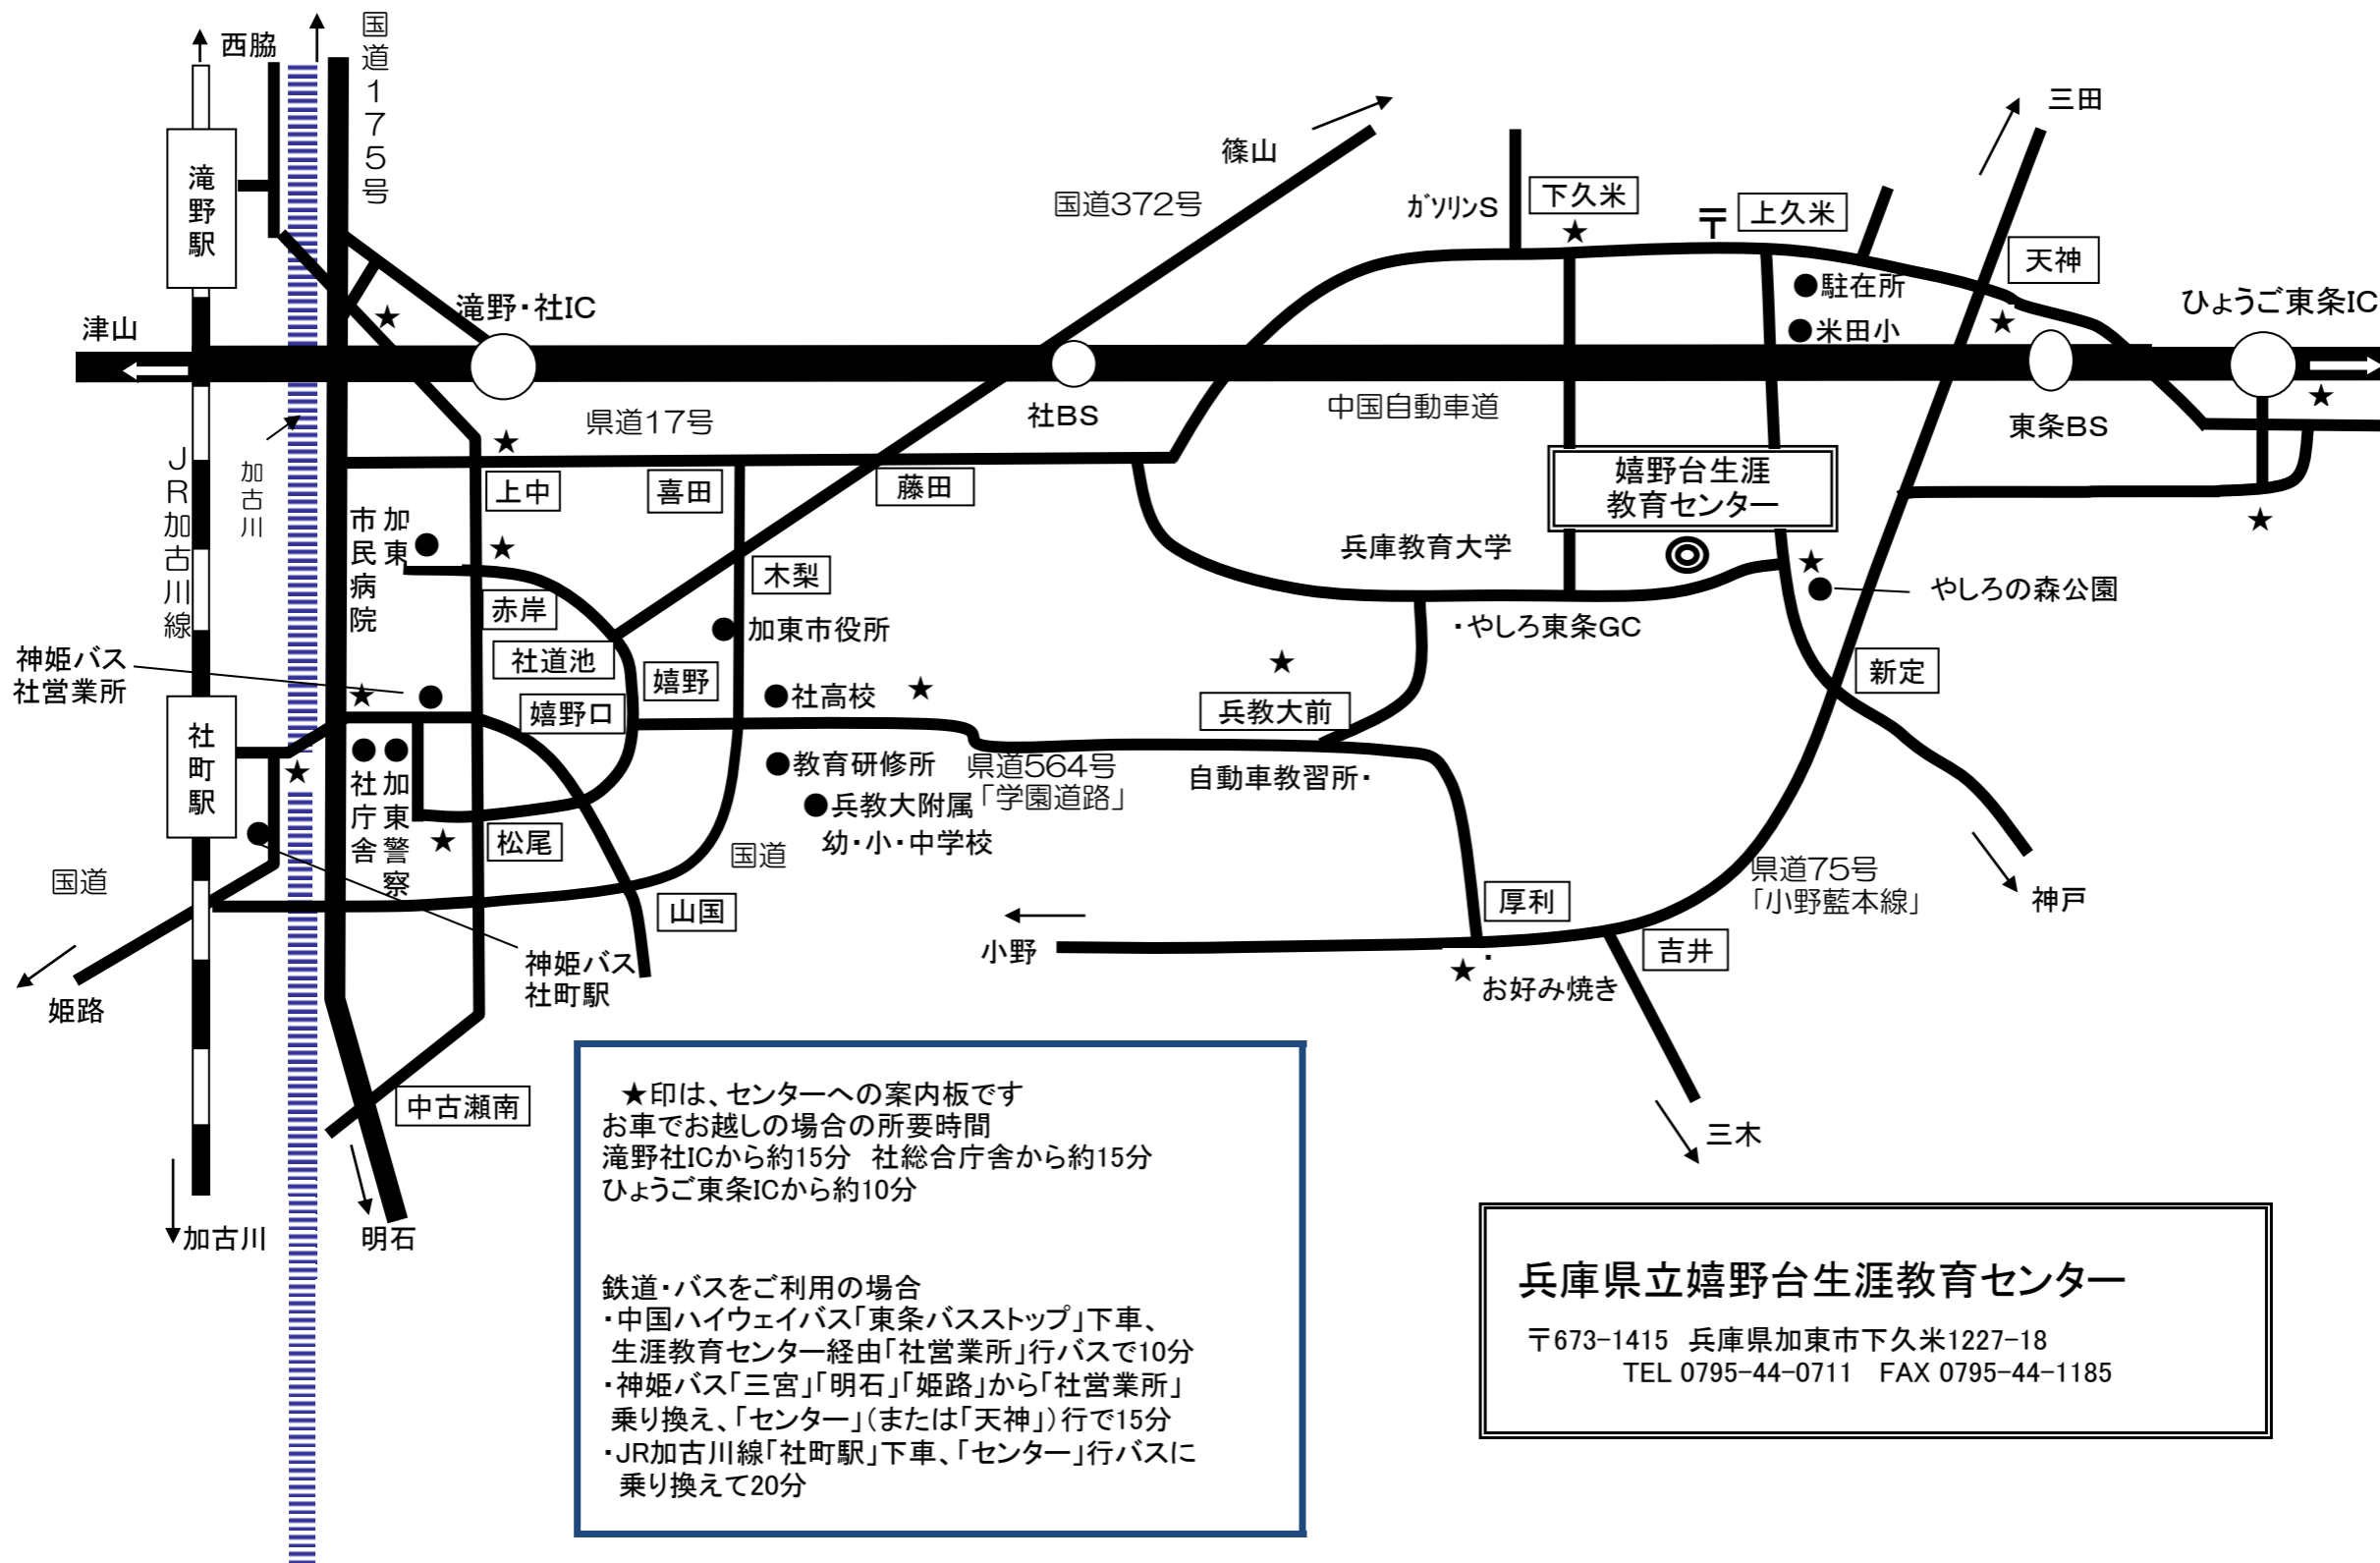 西脇
国道175号
滝野駅
津山
滝野・社IC
篠山
国道372号
ガソリンS
下久米
〒
上久米
三田
天神
●駐在所
●米田小
ひょうご東条IC
県道17号
社BS
中国自動車道
東条BS
JR加古川線
加古川
上中
喜田
藤田
嬉野台生涯
教育センター
加東
市民病院
木梨
兵庫教育大学
赤岸
●加東市役所
・やしろ東条GC
●やしろの森公園
神姫バス
社営業所
社道池
嬉野
新定
嬉野口
●社高校
兵教大前
社町駅
●教育研修所
県道564号
「学園道路」
自動車教習所・
●兵教大附属
幼・小・中学校
社庁舎
加東警察
松尾
国道
国道
県道75号
「小野藍本線」
神戸
山国
厚利
吉井
小野
・
お好み焼き
神姫バス
社町駅
姫路
中古瀬南
三木
加古川
明石
★印は、センターへの案内板です
お車でお越しの場合の所要時間
滝野社ICから約15分 社総合庁舎から約15分
ひょうご東条ICから約10分
鉄道・バスをご利用の場合
・中国ハイウェイバス「東条バスストップ」下車、
生涯教育センター経由「社営業所」行バスで10分
・神姫バス「三宮」「明石」「姫路」から「社営業所」
乗り換え、「センター」(または「天神」)行で15分
・JR加古川線「社町駅」下車、「センター」行バスに
乗り換えて20分
兵庫県立嬉野台生涯教育センター
〒673-1415 兵庫県加東市下久米1227-18
TEL 0795-44-0711 FAX 0795-44-1185